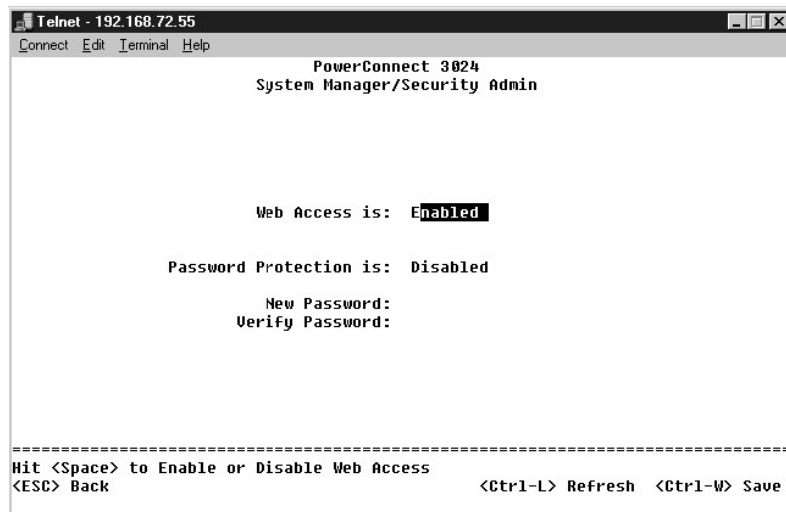 Telnet - 192.168.72.55
Connect Edit Terminal Help
PowerConnect 3024
System Manager/Security Admin
Web Access is: Enabled
Password Protection is: Disabled
New Password:
Verify Password:
================================================================================
Hit <Space> to Enable or Disable Web Access
<ESC> Back <Ctrl-L> Refresh <Ctrl-W> Save